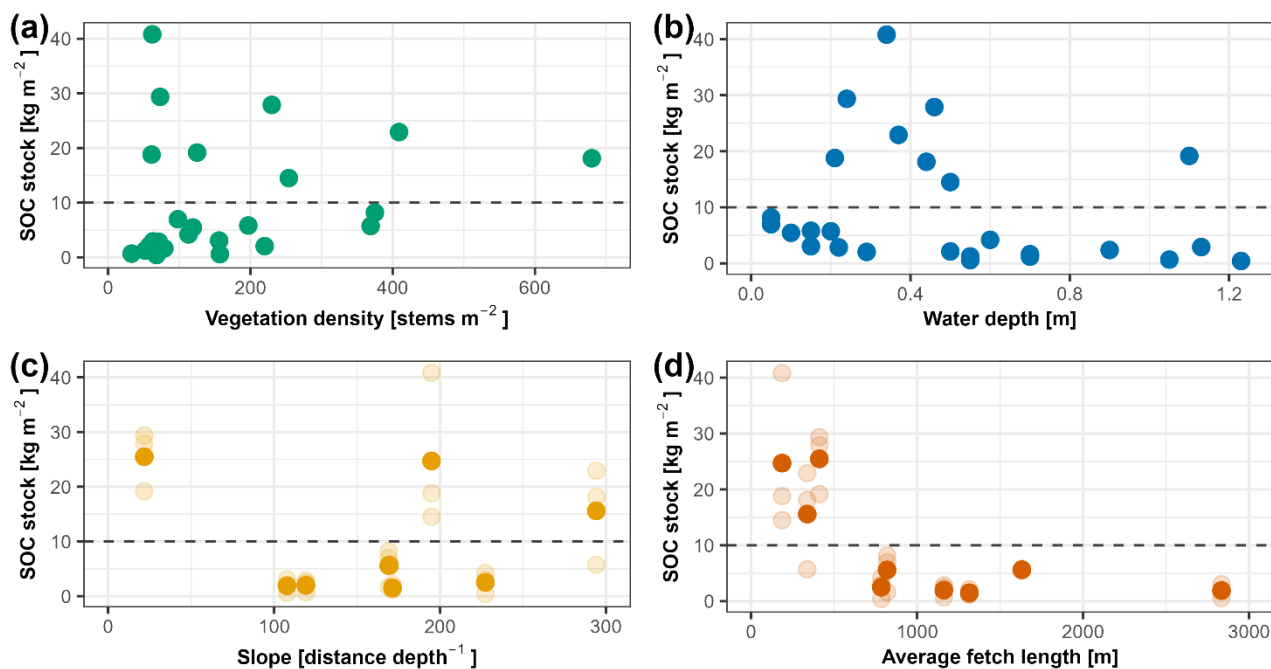 (a)
SOC stock [kg m⁻² ]
40
30
20
10
0
0 200 400 600
Vegetation density [stems m⁻² ]
(b)
SOC stock [kg m⁻² ]
40
30
20
10
0
0.0 0.4 0.8 1.2
Water depth [m]
(c)
SOC stock [kg m⁻² ]
40
30
20
10
0
0 100 200 300
Slope [distance depth⁻¹ ]
(d)
SOC stock [kg m⁻² ]
40
30
20
10
0
0 1000 2000 3000
Average fetch length [m]